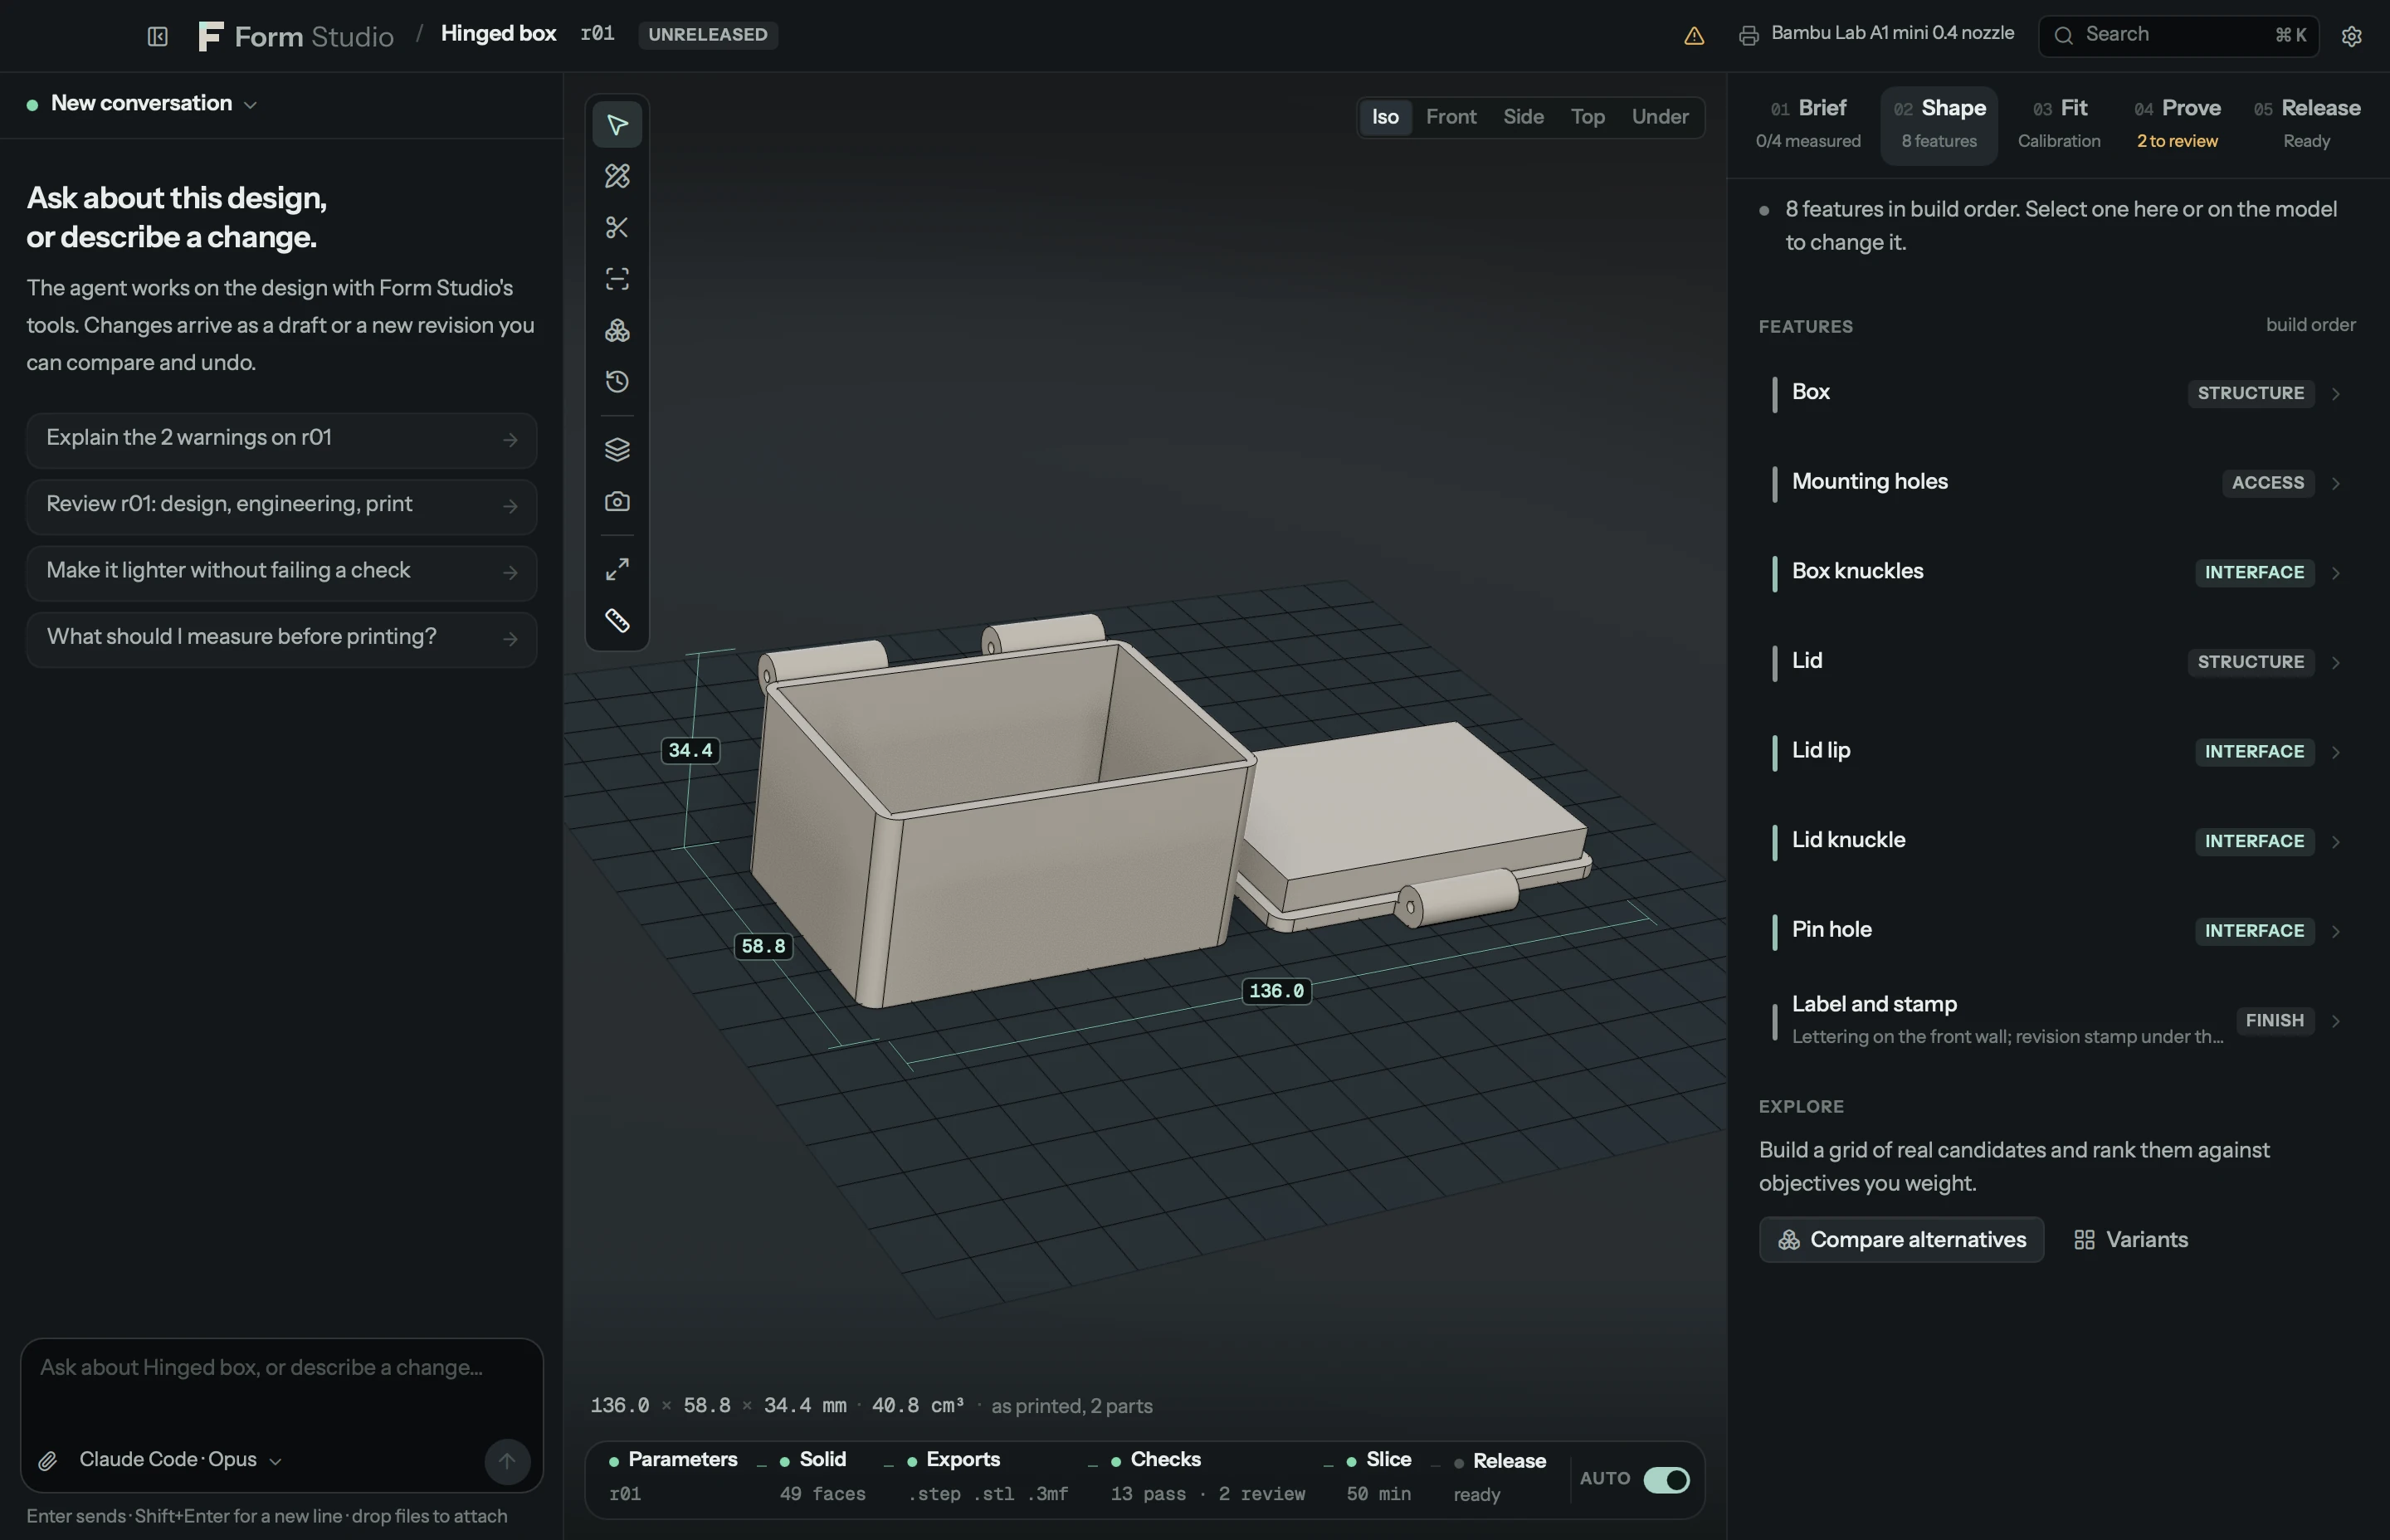 Form Studio / Hinged box r01 UNRELEASED
Bambu Lab A1 mini 0.4 nozzle
Search ⌘ K
New conversation
Ask about this design,
or describe a change.
The agent works on the design with Form Studio's
tools. Changes arrive as a draft or a new revision you
can compare and undo.
Explain the 2 warnings on r01
Review r01: design, engineering, print
Make it lighter without failing a check
What should I measure before printing?
Ask about Hinged box, or describe a change...
Claude Code · Opus
Enter sends · Shift+Enter for a new line · drop files to attach
Iso Front Side Top Under
34.4
58.8
136.0
136.0 × 58.8 × 34.4 mm · 40.8 cm³ · as printed, 2 parts
Parameters
r01
Solid
49 faces
Exports
.step .stl .3mf
Checks
13 pass · 2 review
Slice
50 min
Release
ready
AUTO
01 Brief
0/4 measured
02 Shape
8 features
03 Fit
Calibration
04 Prove
2 to review
05 Release
Ready
8 features in build order. Select one here or on the model
to change it.
FEATURES build order
Box STRUCTURE
Mounting holes ACCESS
Box knuckles INTERFACE
Lid STRUCTURE
Lid lip INTERFACE
Lid knuckle INTERFACE
Pin hole INTERFACE
Label and stamp FINISH
Lettering on the front wall; revision stamp under th...
EXPLORE
Build a grid of real candidates and rank them against
objectives you weight.
Compare alternatives Variants